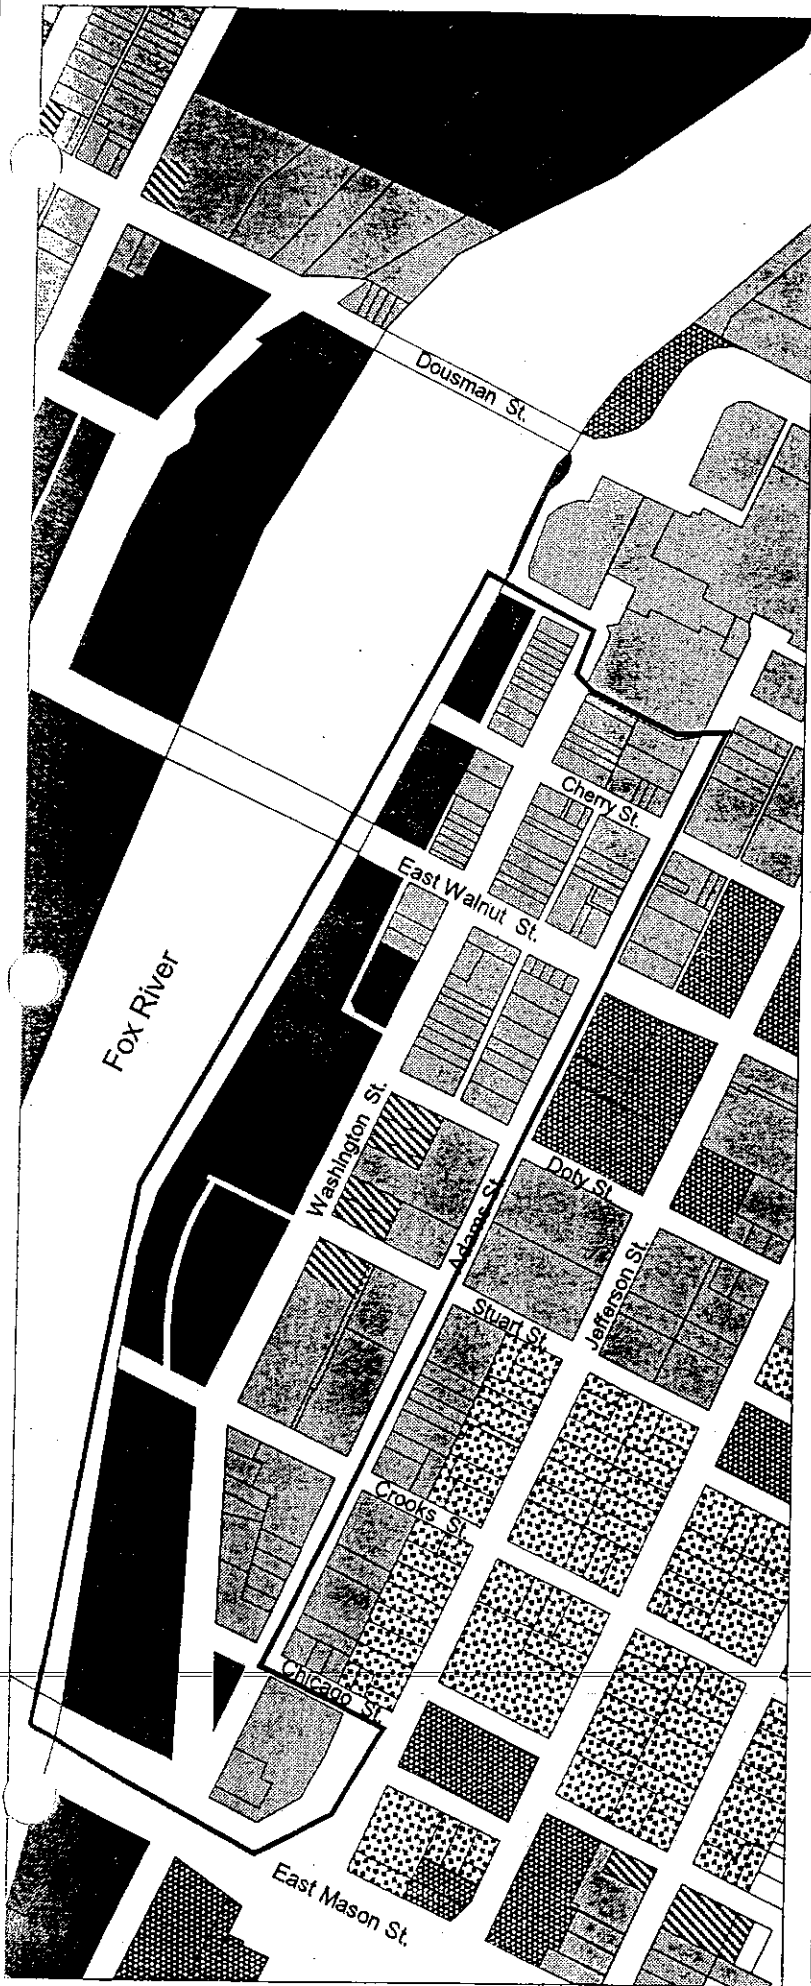 Dousman St.
Cherry St.
East Walnut St.
Fox River
Washington St.
Doty St.
Adams St.
Jefferson St.
Stuart St.
Crooks St.
Chicago St.
East Mason St.